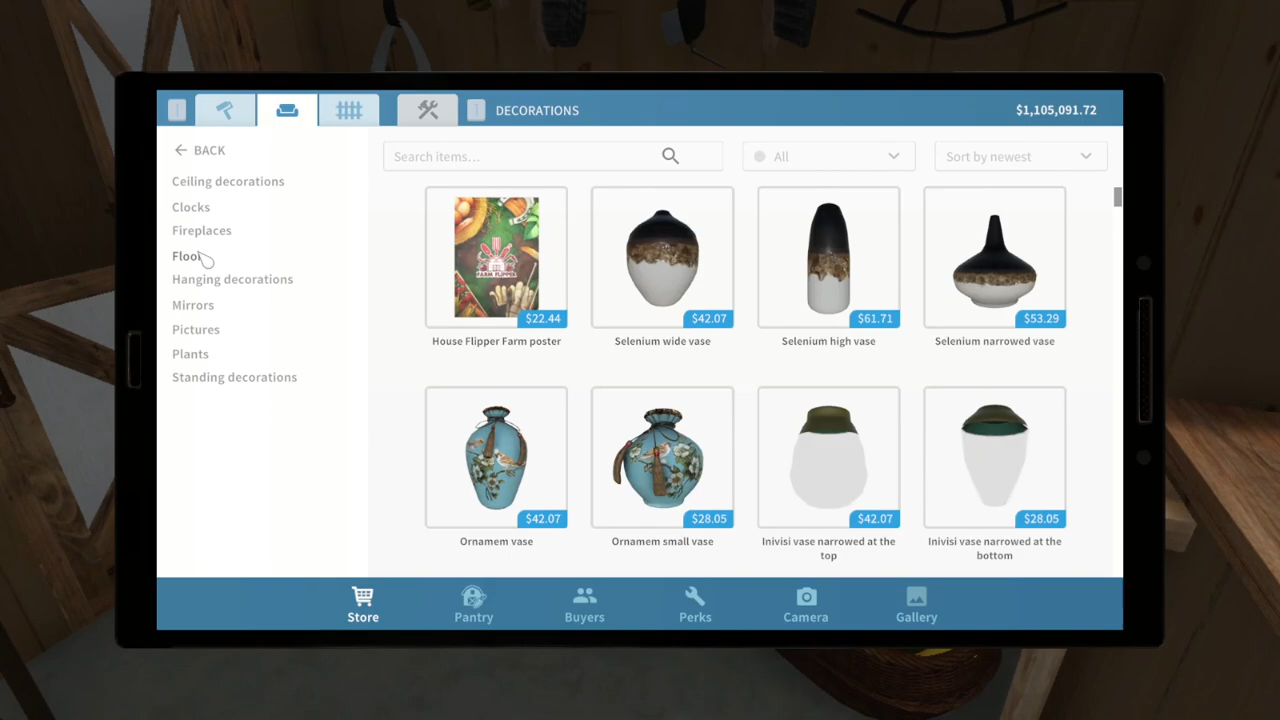 DECORATIONS
$1,105,091.72
BACK
Ceiling decorations
Clocks
Fireplaces
Floor
Hanging decorations
Mirrors
Pictures
Plants
Standing decorations
Search items...
All
Sort by newest
FARM FLIPPER
$22.44
House Flipper Farm poster
$42.07
Selenium wide vase
$61.71
Selenium high vase
$53.29
Selenium narrowed vase
$42.07
Ornamem vase
$28.05
Ornamem small vase
$42.07
Inivisi vase narrowed at the
top
$28.05
Inivisi vase narrowed at the
bottom
Store
Pantry
Buyers
Perks
Camera
Gallery